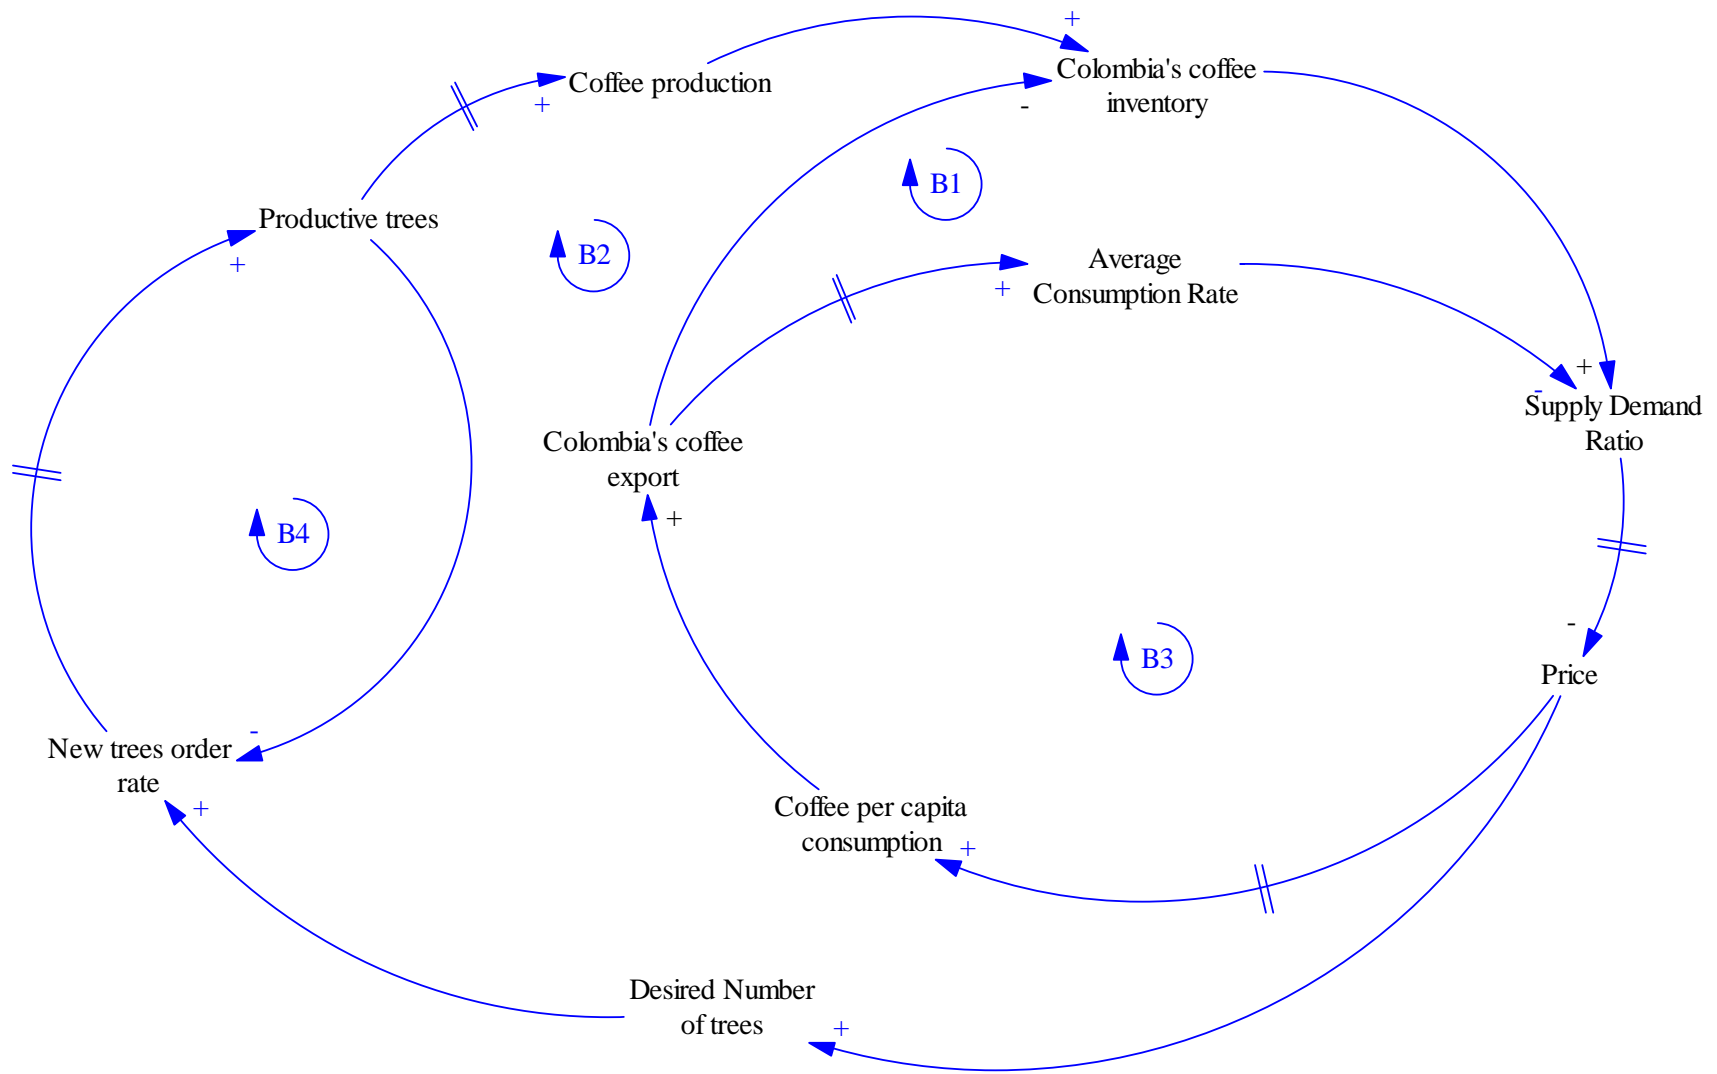 +
Coffee production
+
Colombia's coffee
inventory
-
B1
Productive trees
+
B2
Average
Consumption Rate
+
+
-
Supply Demand
Ratio
Colombia's coffee
export
+
B4
-
Price
B3
New trees order
rate
-
+
Coffee per capita
consumption
+
Desired Number
of trees
+